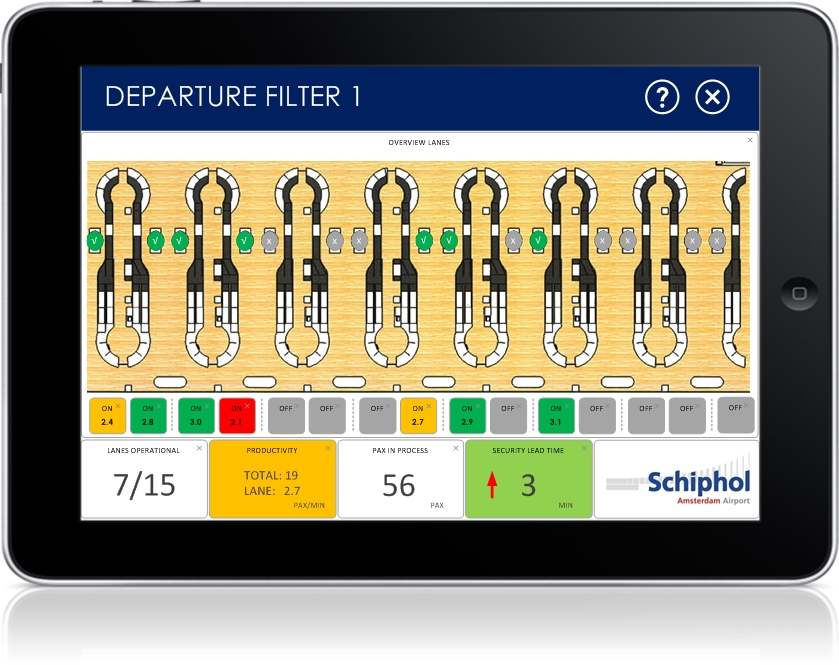 DEPARTURE FILTER 1
?
OVERVIEW LANES
√ √ √ √ x x x √ √ x √ x x x x
ON ON ON ON OFF OFF OFF ON ON OFF ON OFF OFF OFF OFF
2.4 2.8 3.0 2.1 2.7 2.9 3.1
LANES OPERATIONAL
7/15
PRODUCTIVITY
TOTAL: 19
LANE: 2.7
PAX/MIN
PAX IN PROCESS
56
PAX
SECURITY LEAD TIME
3
MIN
Schiphol
Amsterdam Airport